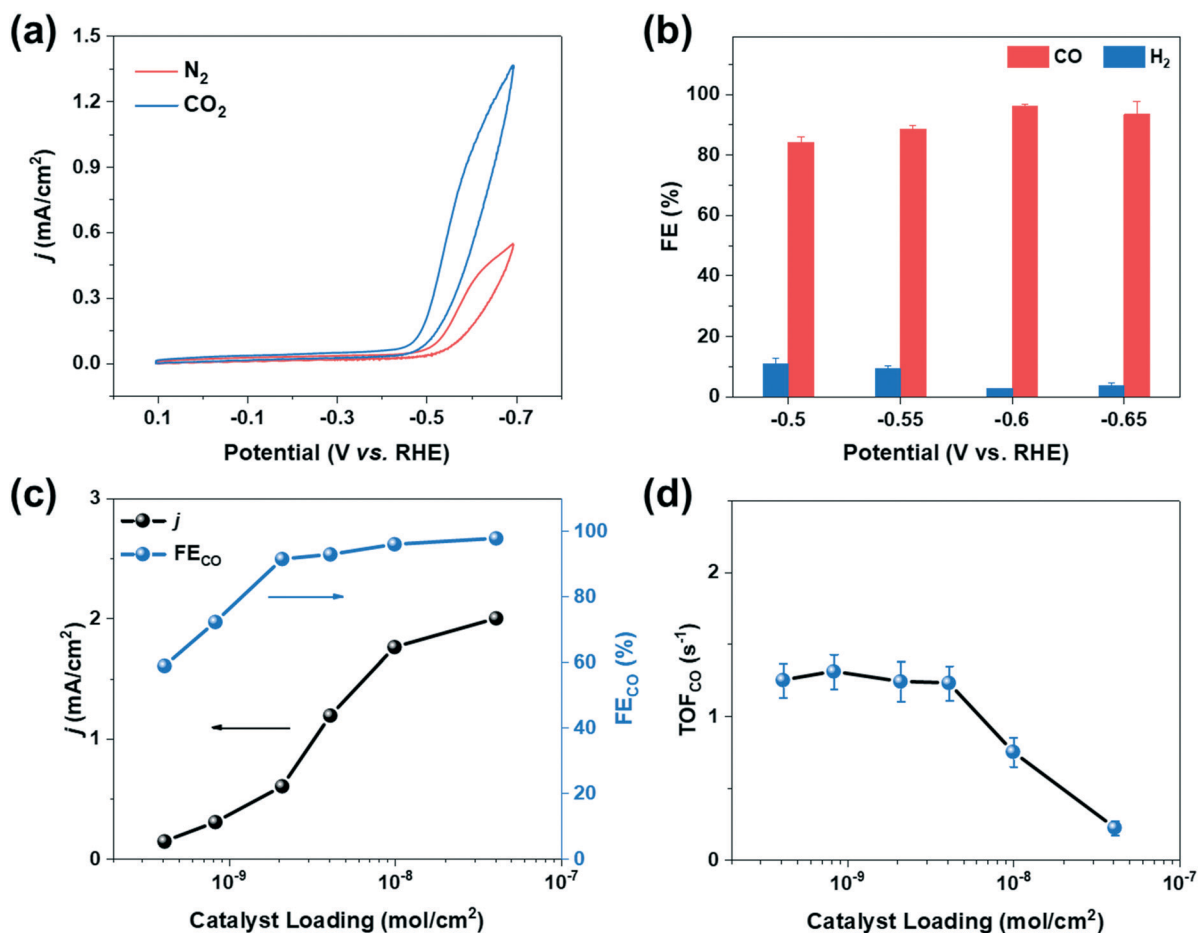 (a)
1.5
1.2
0.9
0.6
0.3
0.0
j (mA/cm²)
N₂
CO₂
0.1 -0.1 -0.3 -0.5 -0.7
Potential (V vs. RHE)
(b)
CO H₂
100
80
60
40
20
0
FE (%)
-0.5 -0.55 -0.6 -0.65
Potential (V vs. RHE)
(c)
3
2
1
0
j (mA/cm²)
j
FE_CO
100
80
60
40
20
0
FE_CO (%)
10⁻⁹ 10⁻⁸ 10⁻⁷
Catalyst Loading (mol/cm²)
(d)
2
1
0
TOF_CO (s⁻¹)
10⁻⁹ 10⁻⁸ 10⁻⁷
Catalyst Loading (mol/cm²)